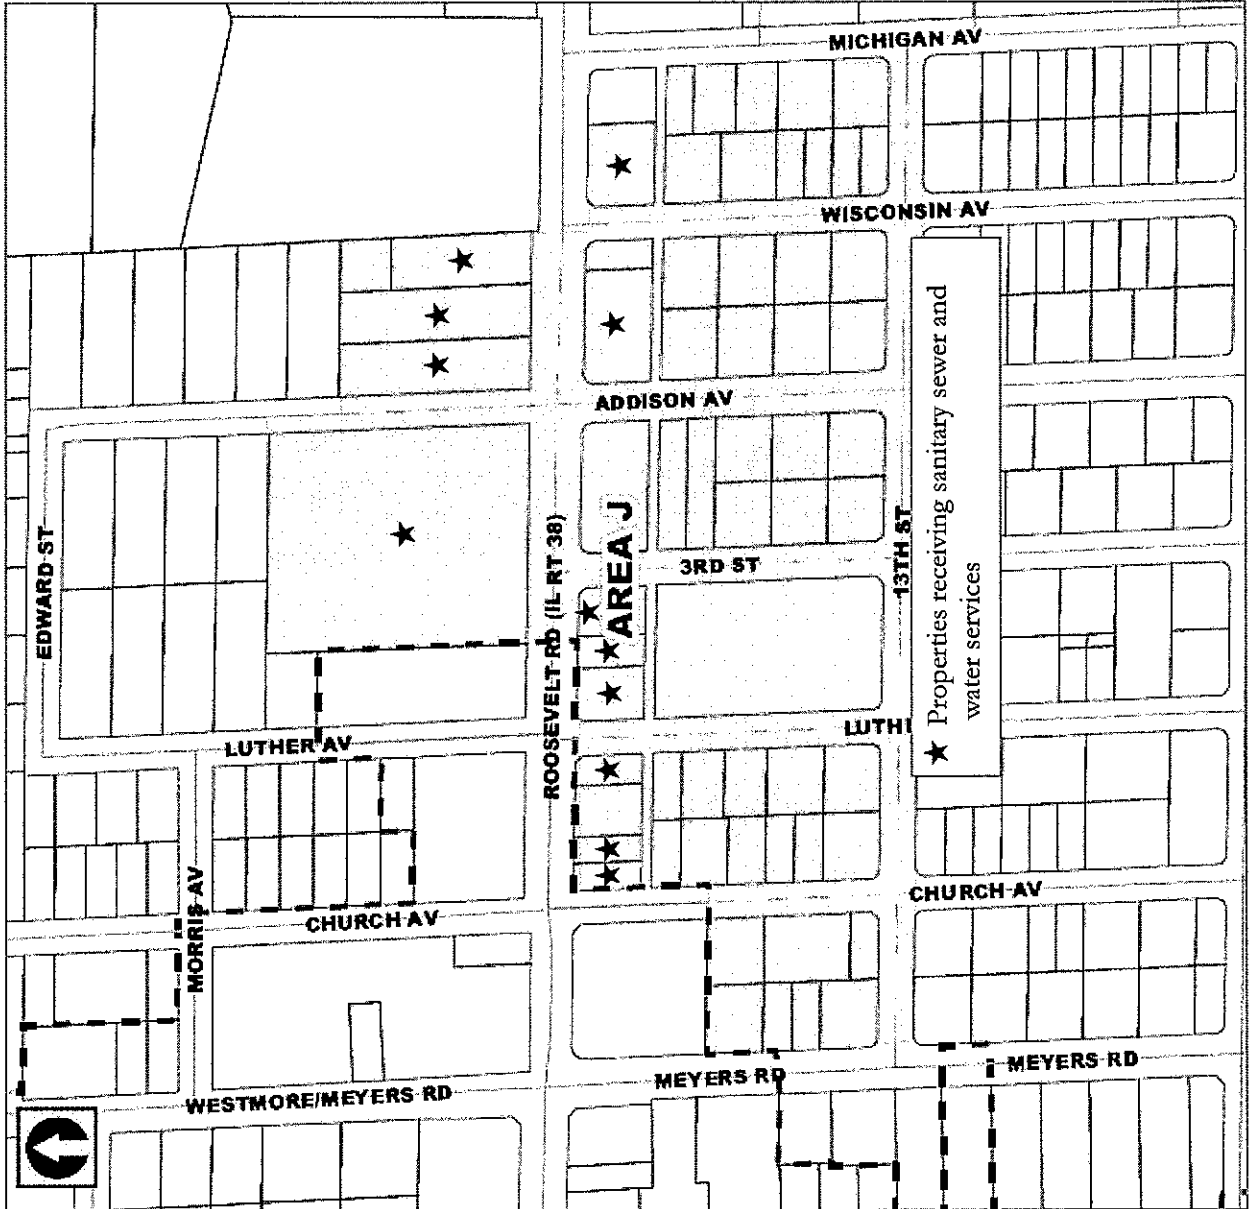 MICHIGAN AV
WISCONSIN AV
ADDISON AV
EDWARD ST
ROOSEVELT RD (IL RT 38)
AREA J
3RD ST
13TH ST
Properties receiving sanitary sewer and
water services
LUTHER AV
LUTHE
MORRIS AV
CHURCH AV
CHURCH AV
WESTMORE/MEYERS RD
MEYERS RD
MEYERS RD